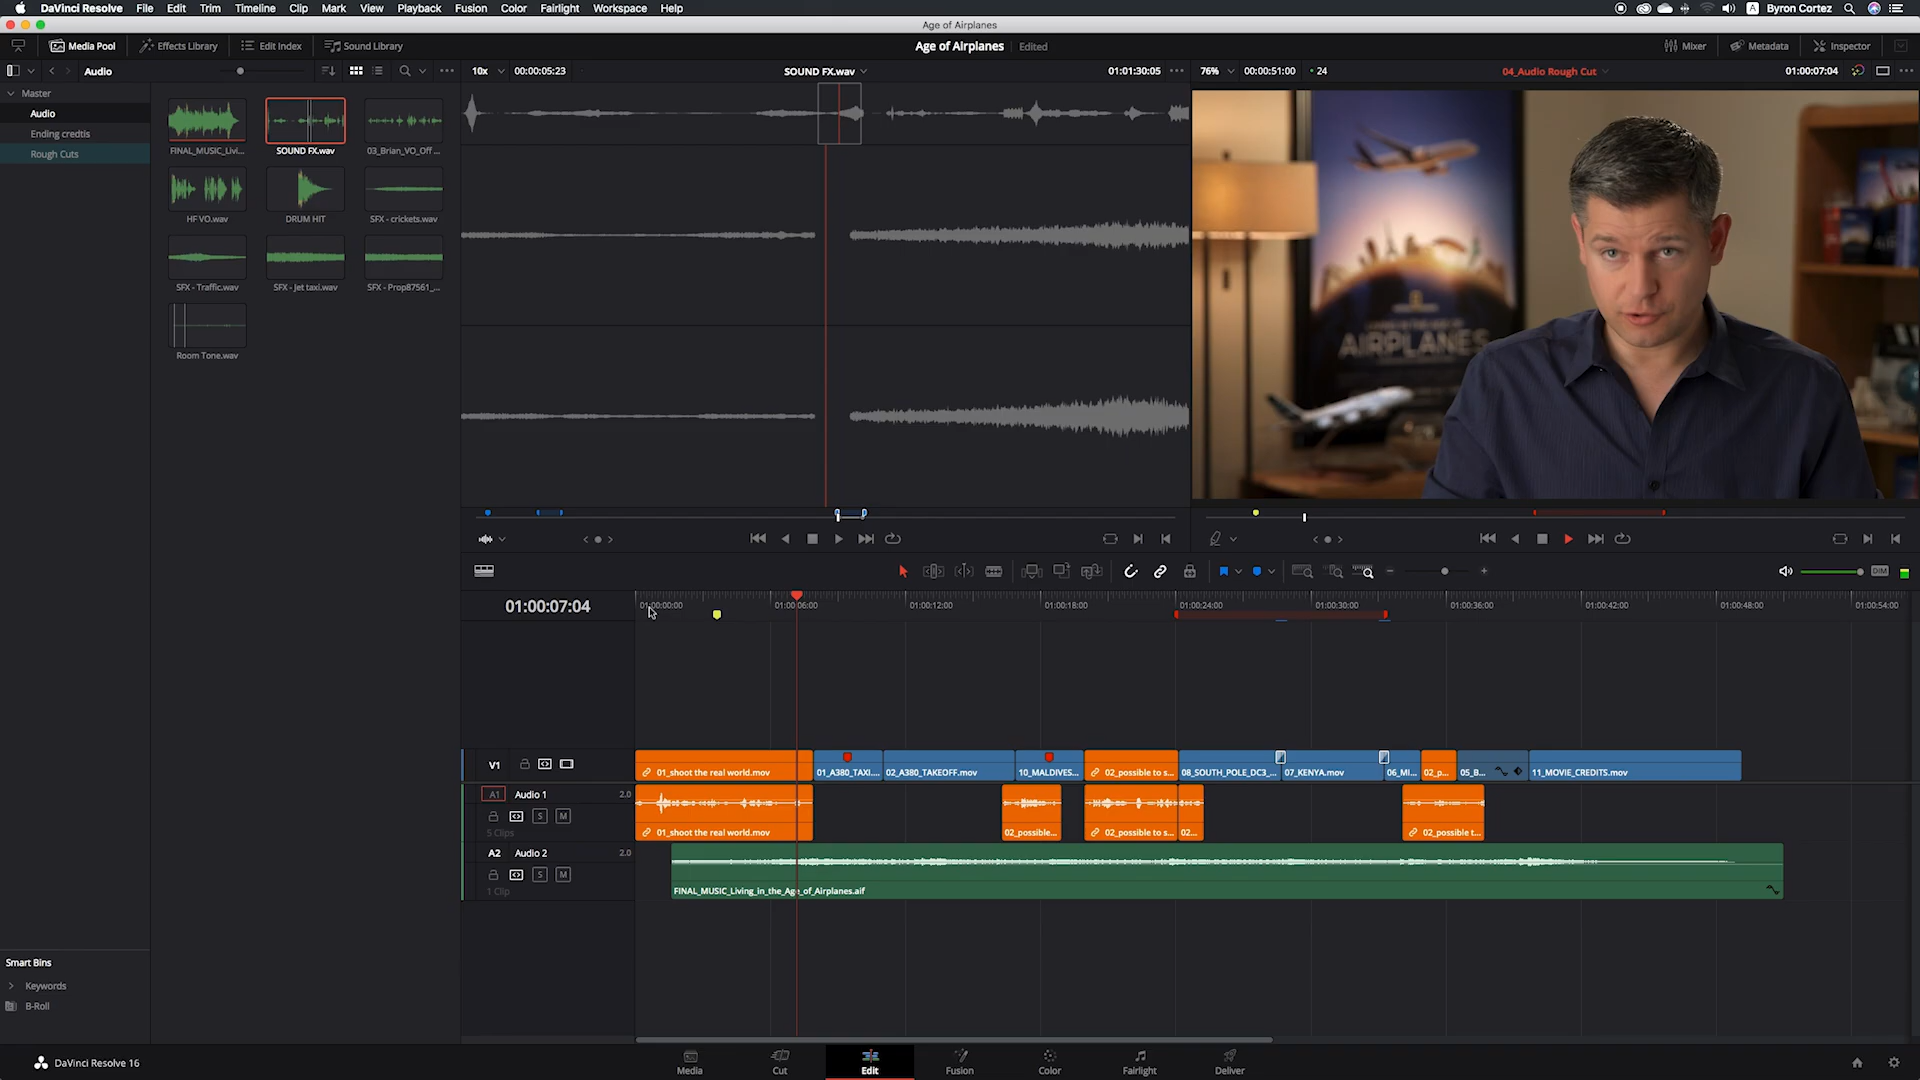 DaVinci Resolve File Edit Trim Timeline Clip Mark View Playback Fusion Color Fairlight Workspace Help A Byron Cortez
Age of Airplanes
Media Pool Effects Library Edit Index Sound Library Age of Airplanes Edited Mixer Metadata Inspector
Audio 10x 00:00:05:23 SOUND FX.wav 01:01:30:05 76% 00:00:51:00 24 04_Audio Rough Cut 01:00:07:04
Master
Audio
Ending credtis
Rough Cuts
FINAL_MUSIC_Livi... SOUND FX.wav 03_Brian_VO_Off ...
HF VO.wav DRUM HIT SFX - crickets.wav
SFX - Traffic.wav SFX - Jet taxi.wav SFX - Prop87561_...
Room Tone.wav
AIRPLANES
DIM
01:00:07:04 01:00:00:00 01:00:06:00 01:00:12:00 01:00:18:00 01:00:24:00 01:00:30:00 01:00:36:00 01:00:42:00 01:00:48:00 01:00:54:00
V1 01_shoot the real world.mov 01_A380_TAXI.... 02_A380_TAKEOFF.mov 10_MALDIVES... 02_possible to s... 08_SOUTH_POLE_DC3_... 07_KENYA.mov 06_MI... 02_p... 05_B... 11_MOVIE_CREDITS.mov
A1 Audio 1 2.0
S M
5 Clips 01_shoot the real world.mov 02_possible... 02_possible to s... 02... 02_possible t...
A2 Audio 2 2.0
S M
1 Clip FINAL_MUSIC_Living_in_the_Age_of_Airplanes.aif
Smart Bins
Keywords
B-Roll
DaVinci Resolve 16 Media Cut Edit Fusion Color Fairlight Deliver